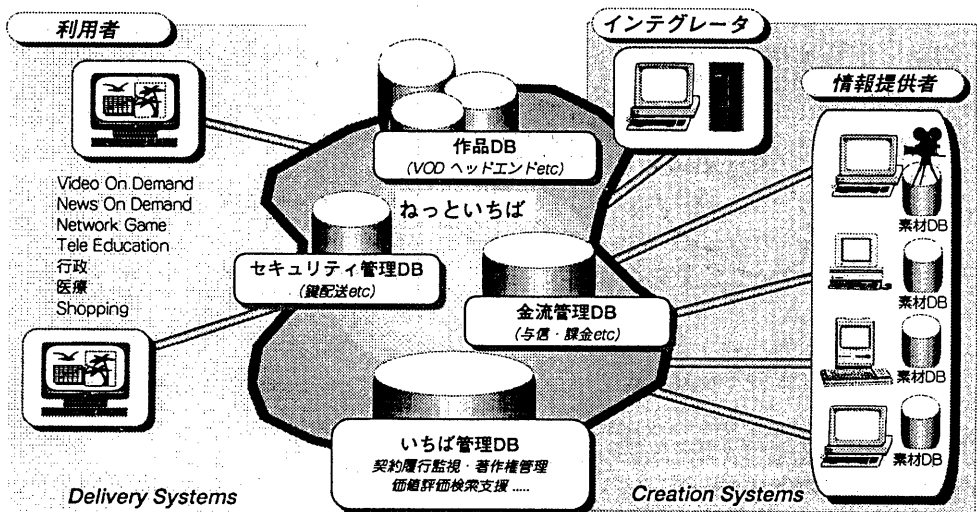 利用者
インテグレータ
情報提供者
作品DB
(VOD ヘッドエンドetc)
Video On Demand
News On Demand
Network Game
Tele Education
行政
医療
Shopping
ねっといちば
セキュリティ管理DB
(鍵配送etc)
金流管理DB
(与信・課金etc)
素材DB
素材DB
素材DB
素材DB
いちば管理DB
契約履行監視・著作権管理
価値評価検索支援 .....
Delivery Systems
Creation Systems